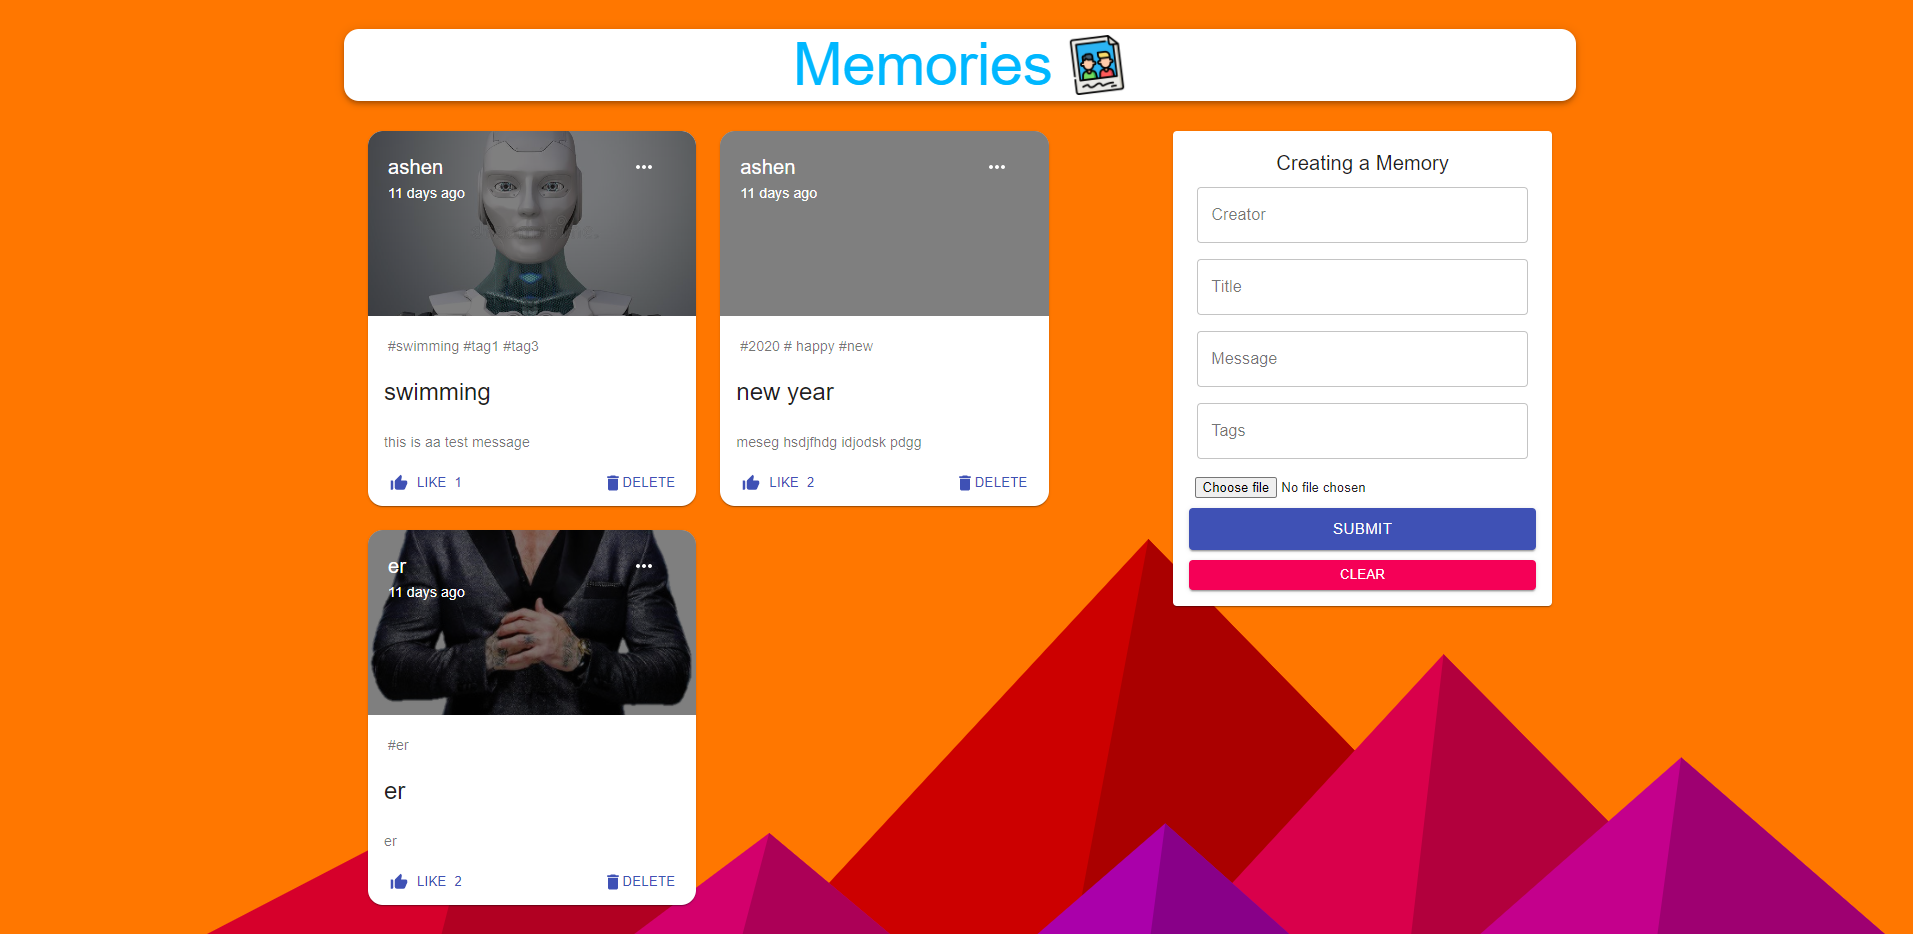 Memories
ashen
11 days ago
#swimming #tag1 #tag3
swimming
this is aa test message
LIKE 1
DELETE
ashen
11 days ago
#2020 # happy #new
new year
meseg hsdjfhdg idjodsk pdgg
LIKE 2
DELETE
er
11 days ago
#er
er
er
LIKE 2
DELETE
Creating a Memory
Creator
Title
Message
Tags
Choose file No file chosen
SUBMIT
CLEAR